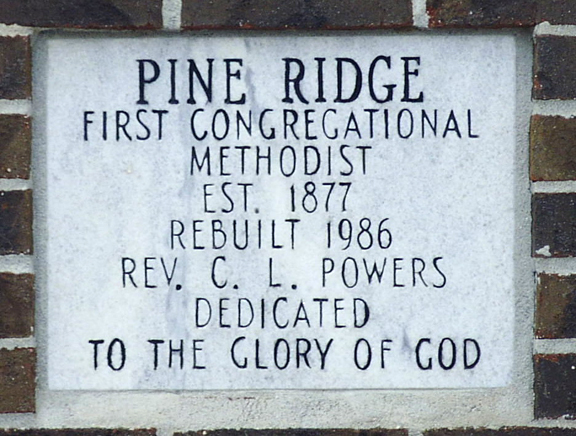 PINE RIDGE
FIRST CONGREGATIONAL
METHODIST
EST. 1877
REBUILT 1986
REV. C. L. POWERS
DEDICATED
TO THE GLORY OF GOD